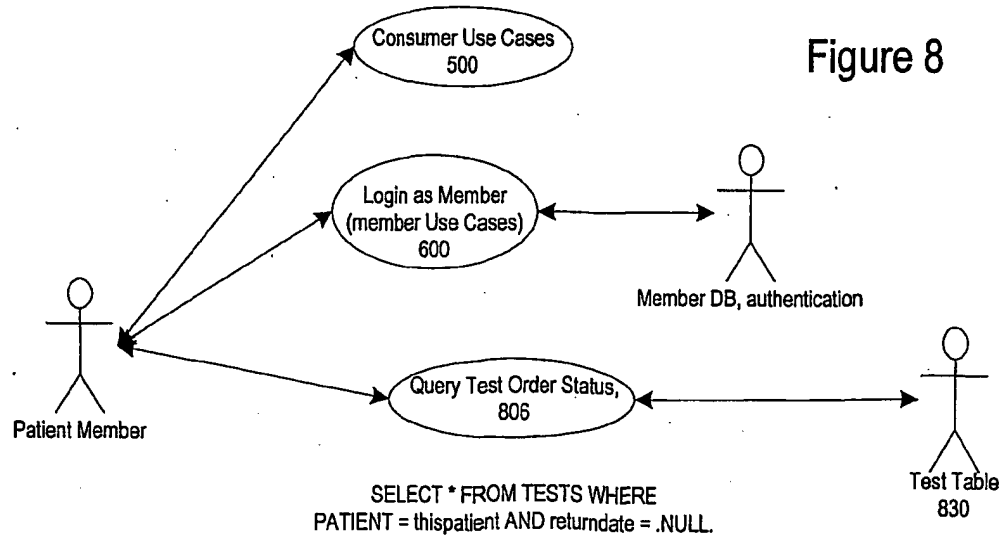 Consumer Use Cases
500
Figure 8
Login as Member
(member Use Cases)
600
Member DB, authentication
Patient Member
Query Test Order Status,
806
Test Table
830
SELECT * FROM TESTS WHERE
PATIENT = thispatient AND returndate = .NULL.